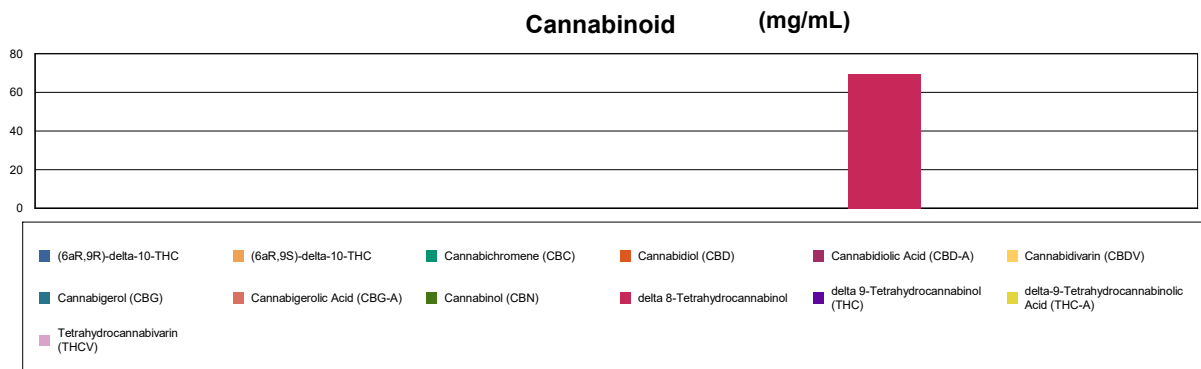 Cannabinoid (mg/mL)
80
60
40
20
0
(6aR,9R)-delta-10-THC (6aR,9S)-delta-10-THC Cannabichromene (CBC) Cannabidiol (CBD) Cannabidiolic Acid (CBD-A) Cannabidivarin (CBDV)
Cannabigerol (CBG) Cannabigerolic Acid (CBG-A) Cannabinol (CBN) delta 8-Tetrahydrocannabinol delta 9-Tetrahydrocannabinol
(THC) delta-9-Tetrahydrocannabinolic
Acid (THC-A)
Tetrahydrocannabivarin
(THCV)